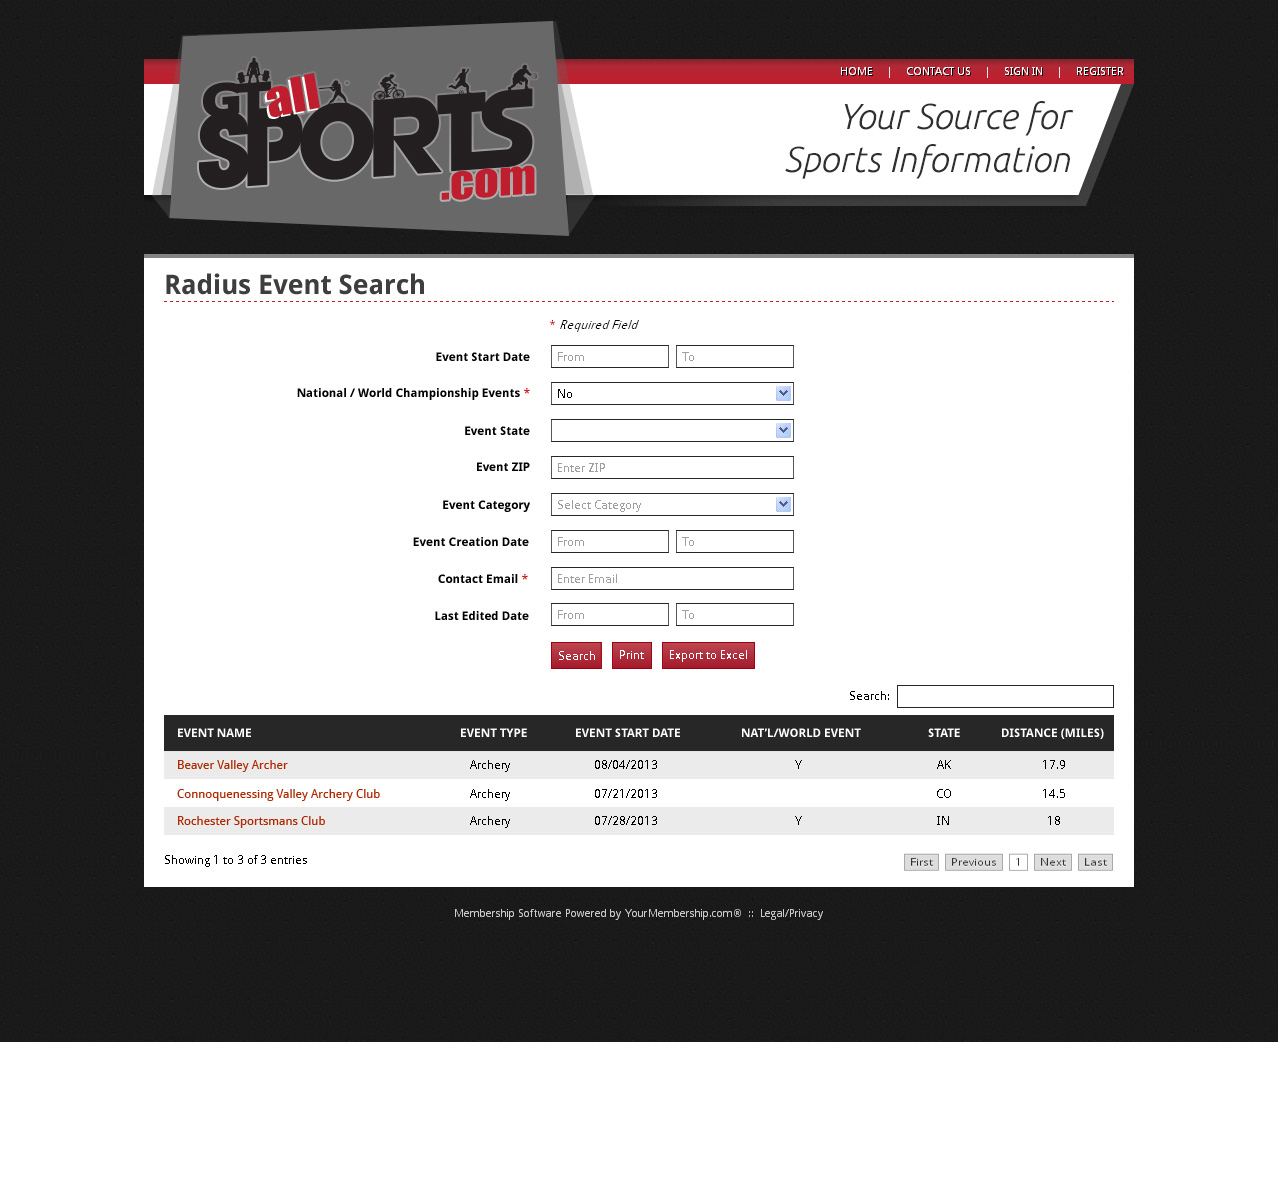 HOME | CONTACT US | SIGN IN | REGISTER
GT all
SPORTS
.com
Your Source for
Sports Information
Radius Event Search
* Required Field
Event Start Date From To
National / World Championship Events * No
Event State
Event ZIP Enter ZIP
Event Category Select Category
Event Creation Date From To
Contact Email * Enter Email
Last Edited Date From To
Search Print Export to Excel
Search:
EVENT NAME EVENT TYPE EVENT START DATE NAT'L/WORLD EVENT STATE DISTANCE (MILES)
Beaver Valley Archer Archery 08/04/2013 Y AK 17.9
Connoquenessing Valley Archery Club Archery 07/21/2013 CO 14.5
Rochester Sportsmans Club Archery 07/28/2013 Y IN 18
Showing 1 to 3 of 3 entries First Previous 1 Next Last
Membership Software Powered by YourMembership.com® :: Legal/Privacy